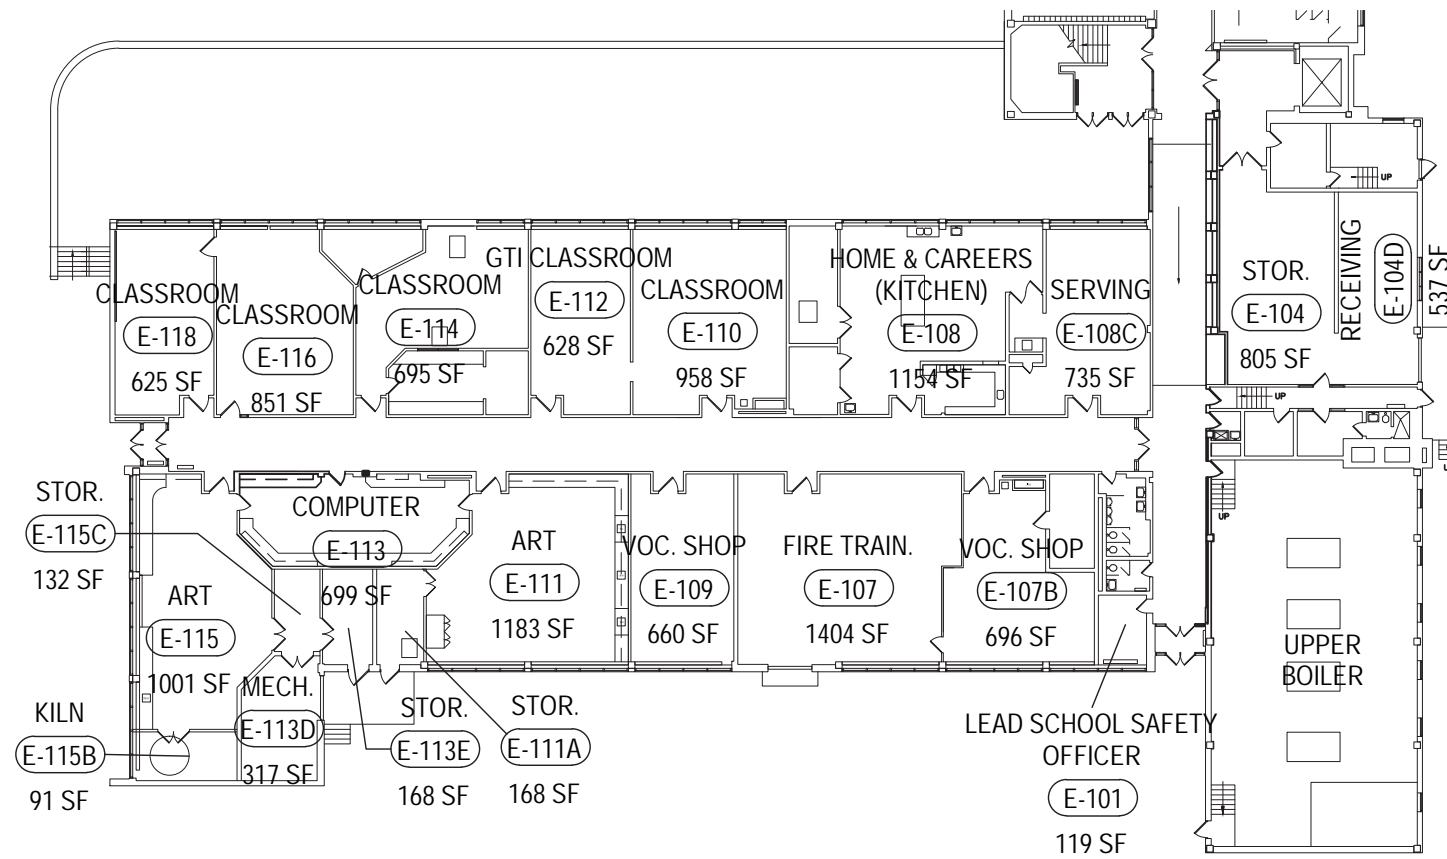 CLASSROOM
E-118
625 SF
CLASSROOM
E-116
851 SF
CLASSROOM
E-114
695 SF
GTI CLASSROOM
E-112
628 SF
CLASSROOM
E-110
958 SF
HOME & CAREERS
(KITCHEN)
E-108
1154 SF
SERVING
E-108C
735 SF
STOR.
E-104
805 SF
RECEIVING
E-104D
537 SF
UP
UP
UP
STOR.
E-115C
132 SF
COMPUTER
E-113
699 SF
ART
E-111
1183 SF
VOC. SHOP
E-109
660 SF
FIRE TRAIN.
E-107
1404 SF
VOC. SHOP
E-107B
696 SF
ART
E-115
1001 SF
MECH.
E-113D
317 SF
KILN
E-115B
91 SF
STOR.
E-113E
168 SF
STOR.
E-111A
168 SF
LEAD SCHOOL SAFETY
OFFICER
E-101
119 SF
UPPER
BOILER